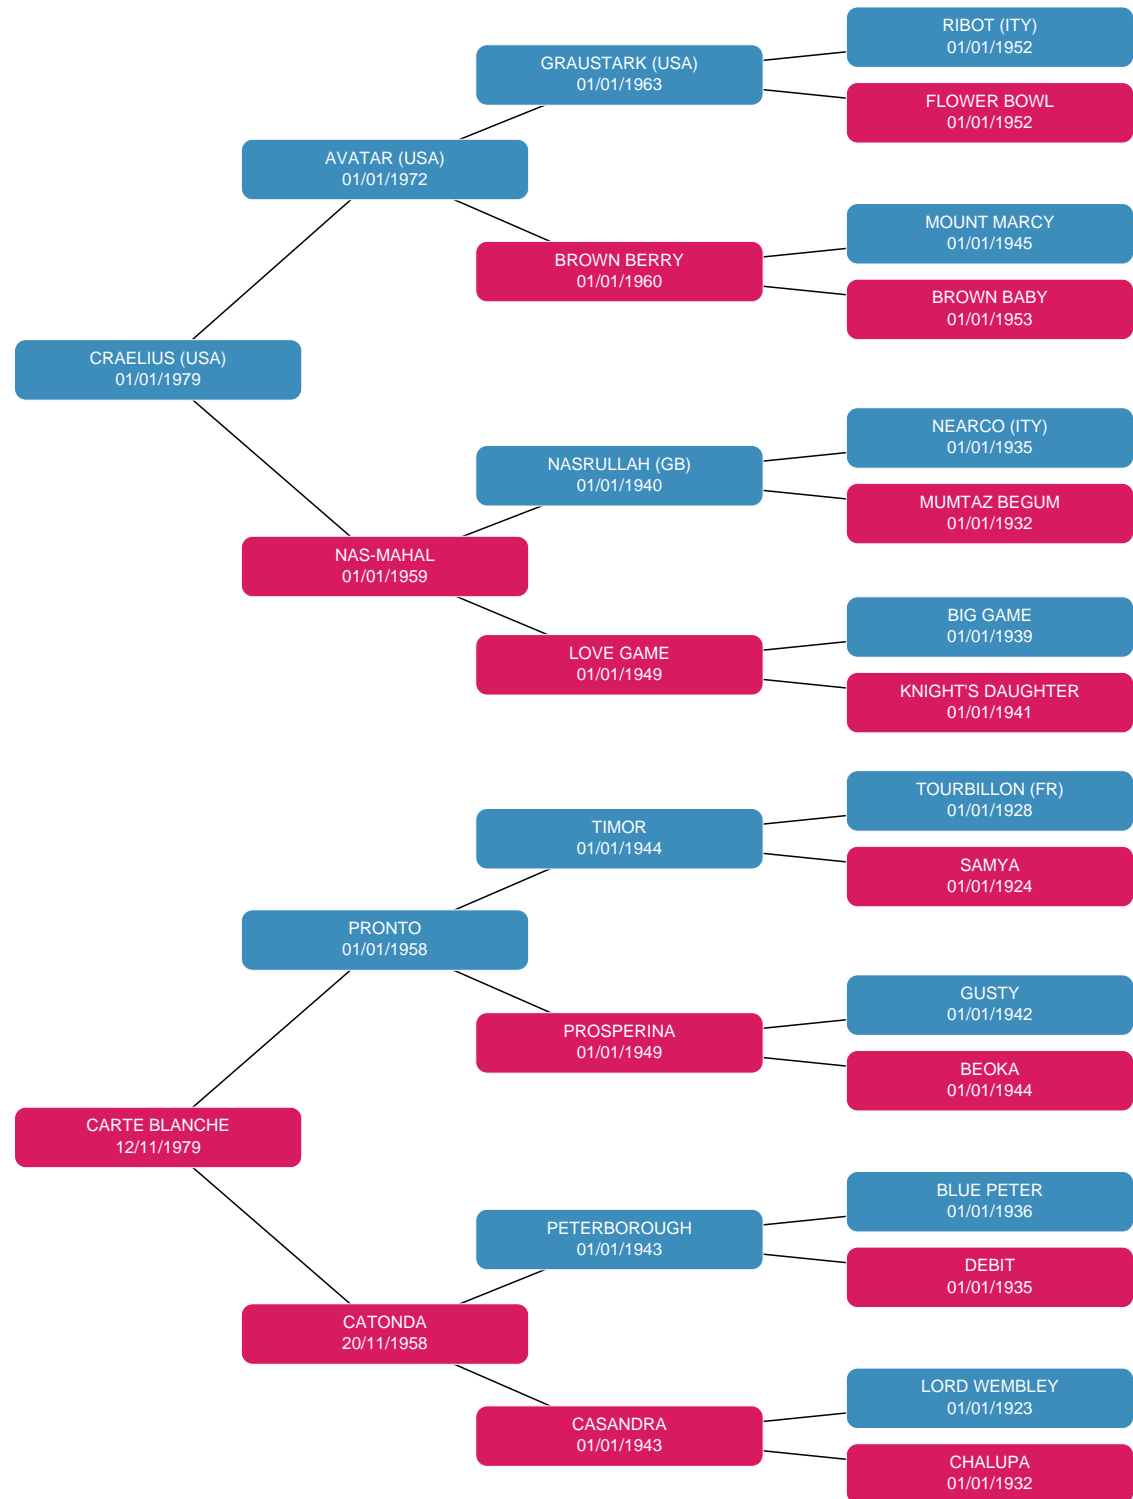 RIBOT (ITY)
01/01/1952
GRAUSTARK (USA)
01/01/1963
FLOWER BOWL
01/01/1952
AVATAR (USA)
01/01/1972
MOUNT MARCY
01/01/1945
BROWN BERRY
01/01/1960
BROWN BABY
01/01/1953
CRAELIUS (USA)
01/01/1979
NEARCO (ITY)
01/01/1935
NASRULLAH (GB)
01/01/1940
MUMTAZ BEGUM
01/01/1932
NAS-MAHAL
01/01/1959
BIG GAME
01/01/1939
LOVE GAME
01/01/1949
KNIGHT'S DAUGHTER
01/01/1941
TOURBILLON (FR)
01/01/1928
TIMOR
01/01/1944
SAMYA
01/01/1924
PRONTO
01/01/1958
GUSTY
01/01/1942
PROSPERINA
01/01/1949
BEOKA
01/01/1944
CARTE BLANCHE
12/11/1979
BLUE PETER
01/01/1936
PETERBOROUGH
01/01/1943
DEBIT
01/01/1935
CATONDA
20/11/1958
LORD WEMBLEY
01/01/1923
CASANDRA
01/01/1943
CHALUPA
01/01/1932